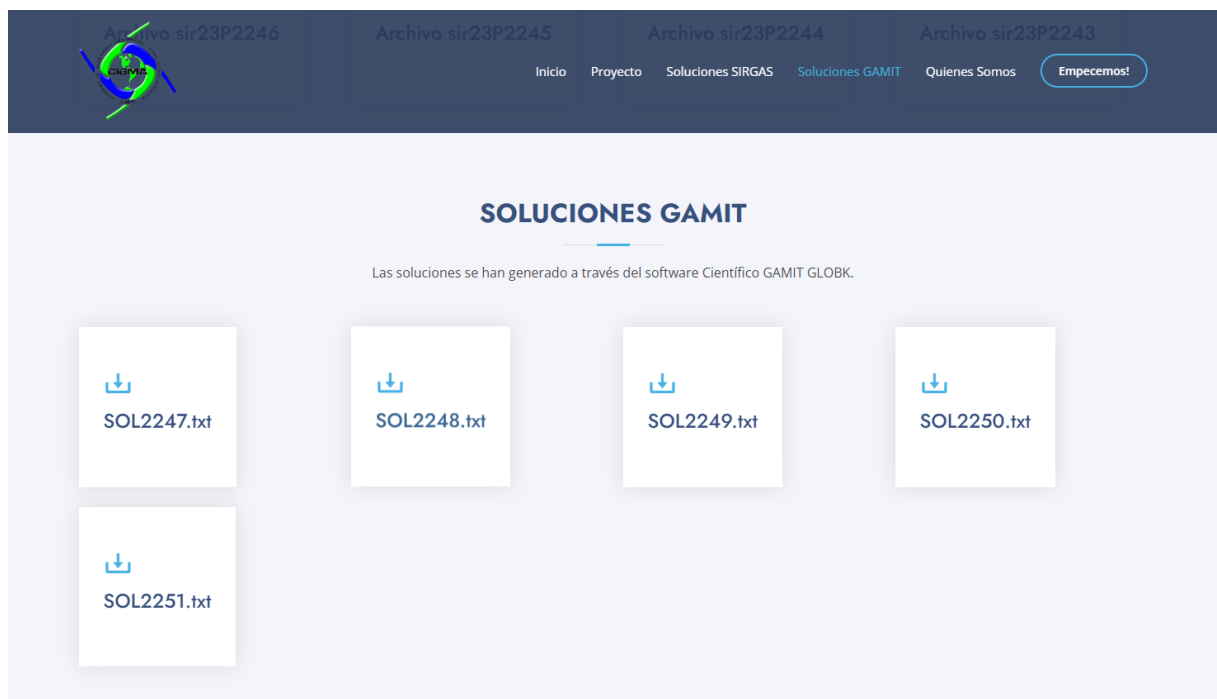 Archivo sir23P2246 Archivo sir23P2245 Archivo sir23P2244 Archivo sir23P2243
CIGMA
Inicio Proyecto Soluciones SIRGAS Soluciones GAMIT Quienes Somos Empecemos!
SOLUCIONES GAMIT
Las soluciones se han generado a través del software Científico GAMIT GLOBK.
SOL2247.txt SOL2248.txt SOL2249.txt SOL2250.txt
SOL2251.txt